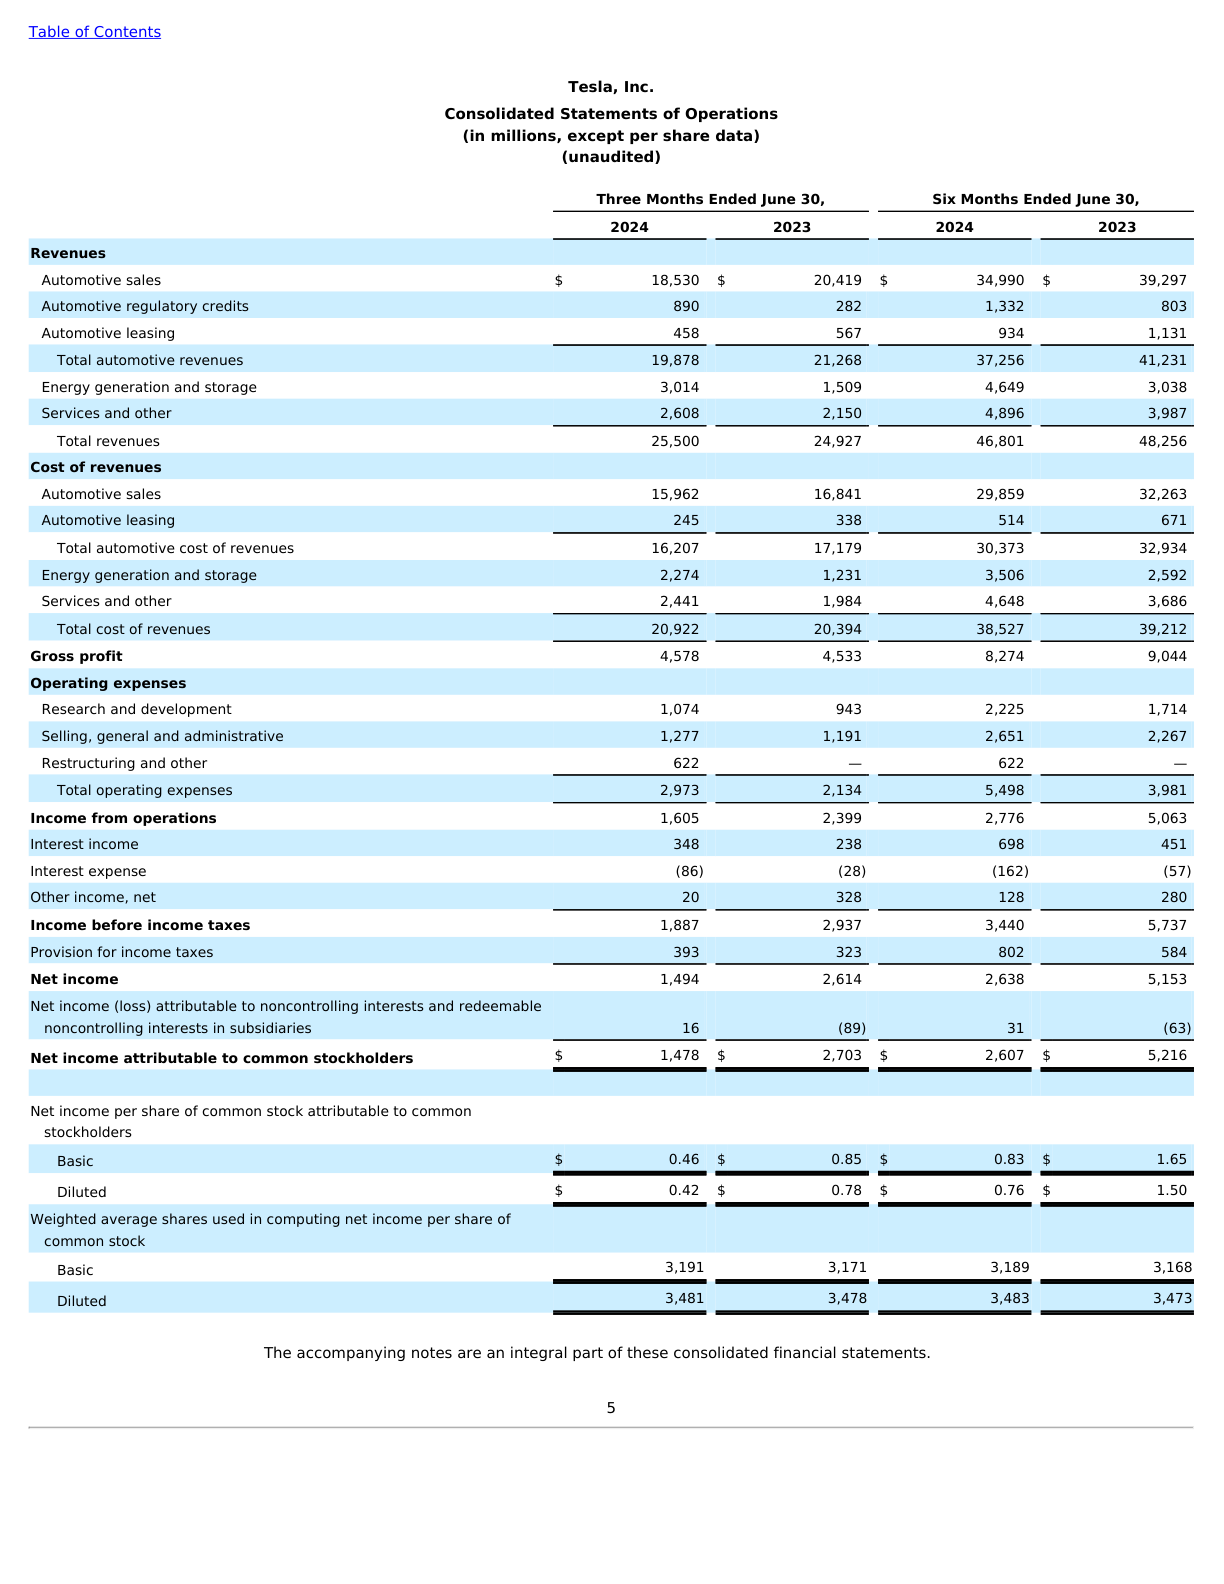 Table of Contents
Tesla, Inc.
Consolidated Statements of Operations
(in millions, except per share data)
(unaudited)
Three Months Ended June 30, Six Months Ended June 30,
2024 2023 2024 2023
Revenues
Automotive sales $ 18,530 $ 20,419 $ 34,990 $ 39,297
Automotive regulatory credits 890 282 1,332 803
Automotive leasing 458 567 934 1,131
Total automotive revenues 19,878 21,268 37,256 41,231
Energy generation and storage 3,014 1,509 4,649 3,038
Services and other 2,608 2,150 4,896 3,987
Total revenues 25,500 24,927 46,801 48,256
Cost of revenues
Automotive sales 15,962 16,841 29,859 32,263
Automotive leasing 245 338 514 671
Total automotive cost of revenues 16,207 17,179 30,373 32,934
Energy generation and storage 2,274 1,231 3,506 2,592
Services and other 2,441 1,984 4,648 3,686
Total cost of revenues 20,922 20,394 38,527 39,212
Gross profit 4,578 4,533 8,274 9,044
Operating expenses
Research and development 1,074 943 2,225 1,714
Selling, general and administrative 1,277 1,191 2,651 2,267
Restructuring and other 622 — 622 —
Total operating expenses 2,973 2,134 5,498 3,981
Income from operations 1,605 2,399 2,776 5,063
Interest income 348 238 698 451
Interest expense (86) (28) (162) (57)
Other income, net 20 328 128 280
Income before income taxes 1,887 2,937 3,440 5,737
Provision for income taxes 393 323 802 584
Net income 1,494 2,614 2,638 5,153
Net income (loss) attributable to noncontrolling interests and redeemable
noncontrolling interests in subsidiaries 16 (89) 31 (63)
Net income attributable to common stockholders $ 1,478 $ 2,703 $ 2,607 $ 5,216
Net income per share of common stock attributable to common
stockholders
Basic $ 0.46 $ 0.85 $ 0.83 $ 1.65
Diluted $ 0.42 $ 0.78 $ 0.76 $ 1.50
Weighted average shares used in computing net income per share of
common stock
Basic 3,191 3,171 3,189 3,168
Diluted 3,481 3,478 3,483 3,473
The accompanying notes are an integral part of these consolidated financial statements.
5